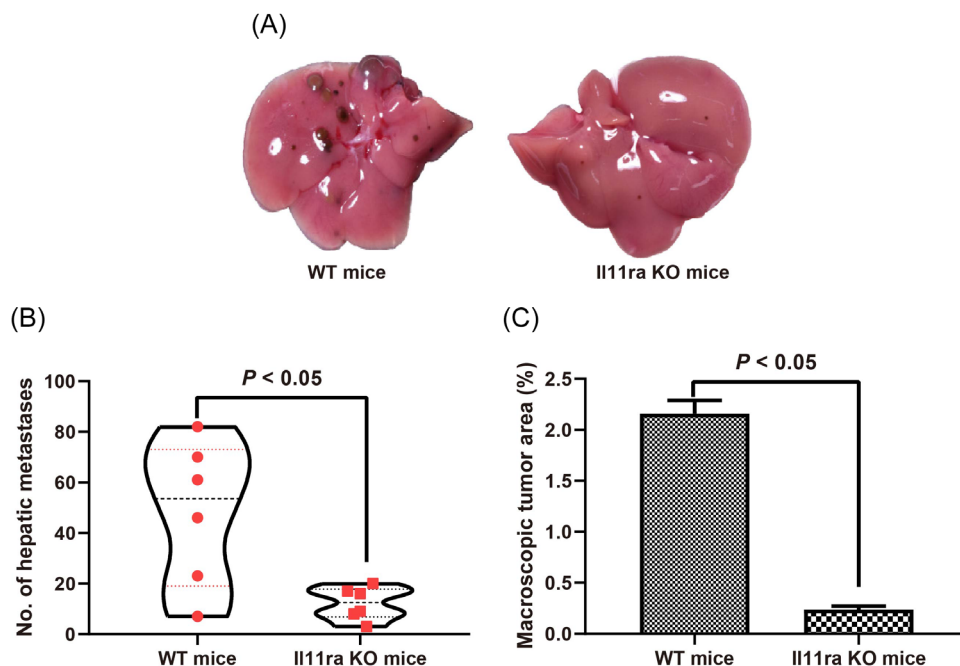 (A)
WT mice
Il11ra KO mice
(B)
P < 0.05
No. of hepatic metastases
100
80
60
40
20
0
WT mice
Il11ra KO mice
(C)
P < 0.05
Macroscopic tumor area (%)
2.5
2.0
1.5
1.0
0.5
0.0
WT mice
Il11ra KO mice